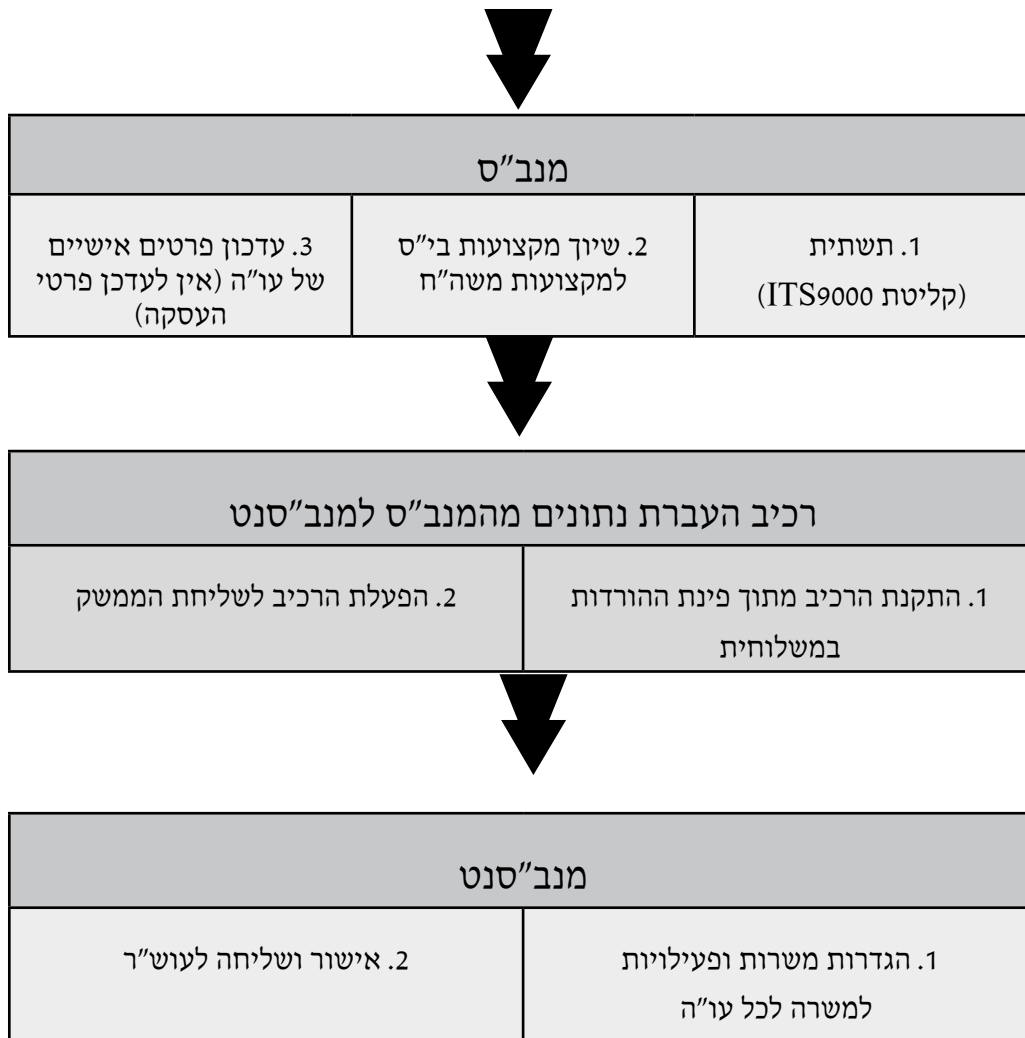 מנב"ס
1. תשתית
(קליטת ITS9000)
2. שיוך מקצועות בי"ס
למקצועות משה"ח
3. עדכון פרטים אישיים
של עו"ה (אין לעדכן פרטי
העסקה)
רכיב העברת נתונים מהמנב"ס למנב"סנט
1. התקנת הרכיב מתוך פינת ההורדות
במשלוחית
2. הפעלת הרכיב לשליחת הממשק
מנב"סנט
1. הגדרות משרות ופעילויות
למשרה לכל עו"ה
2. אישור ושליחה לעוש"ר